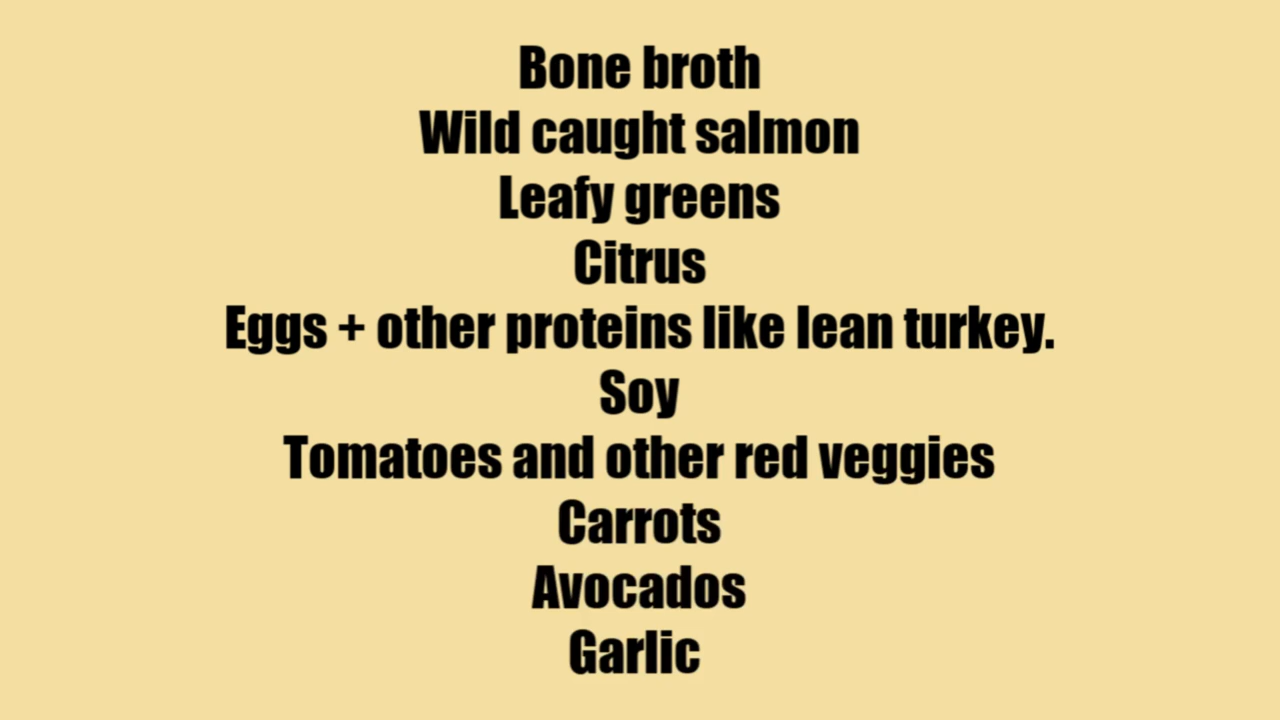 Bone broth
Wild caught salmon
Leafy greens
Citrus
Eggs + other proteins like lean turkey.
Soy
Tomatoes and other red veggies
Carrots
Avocados
Garlic